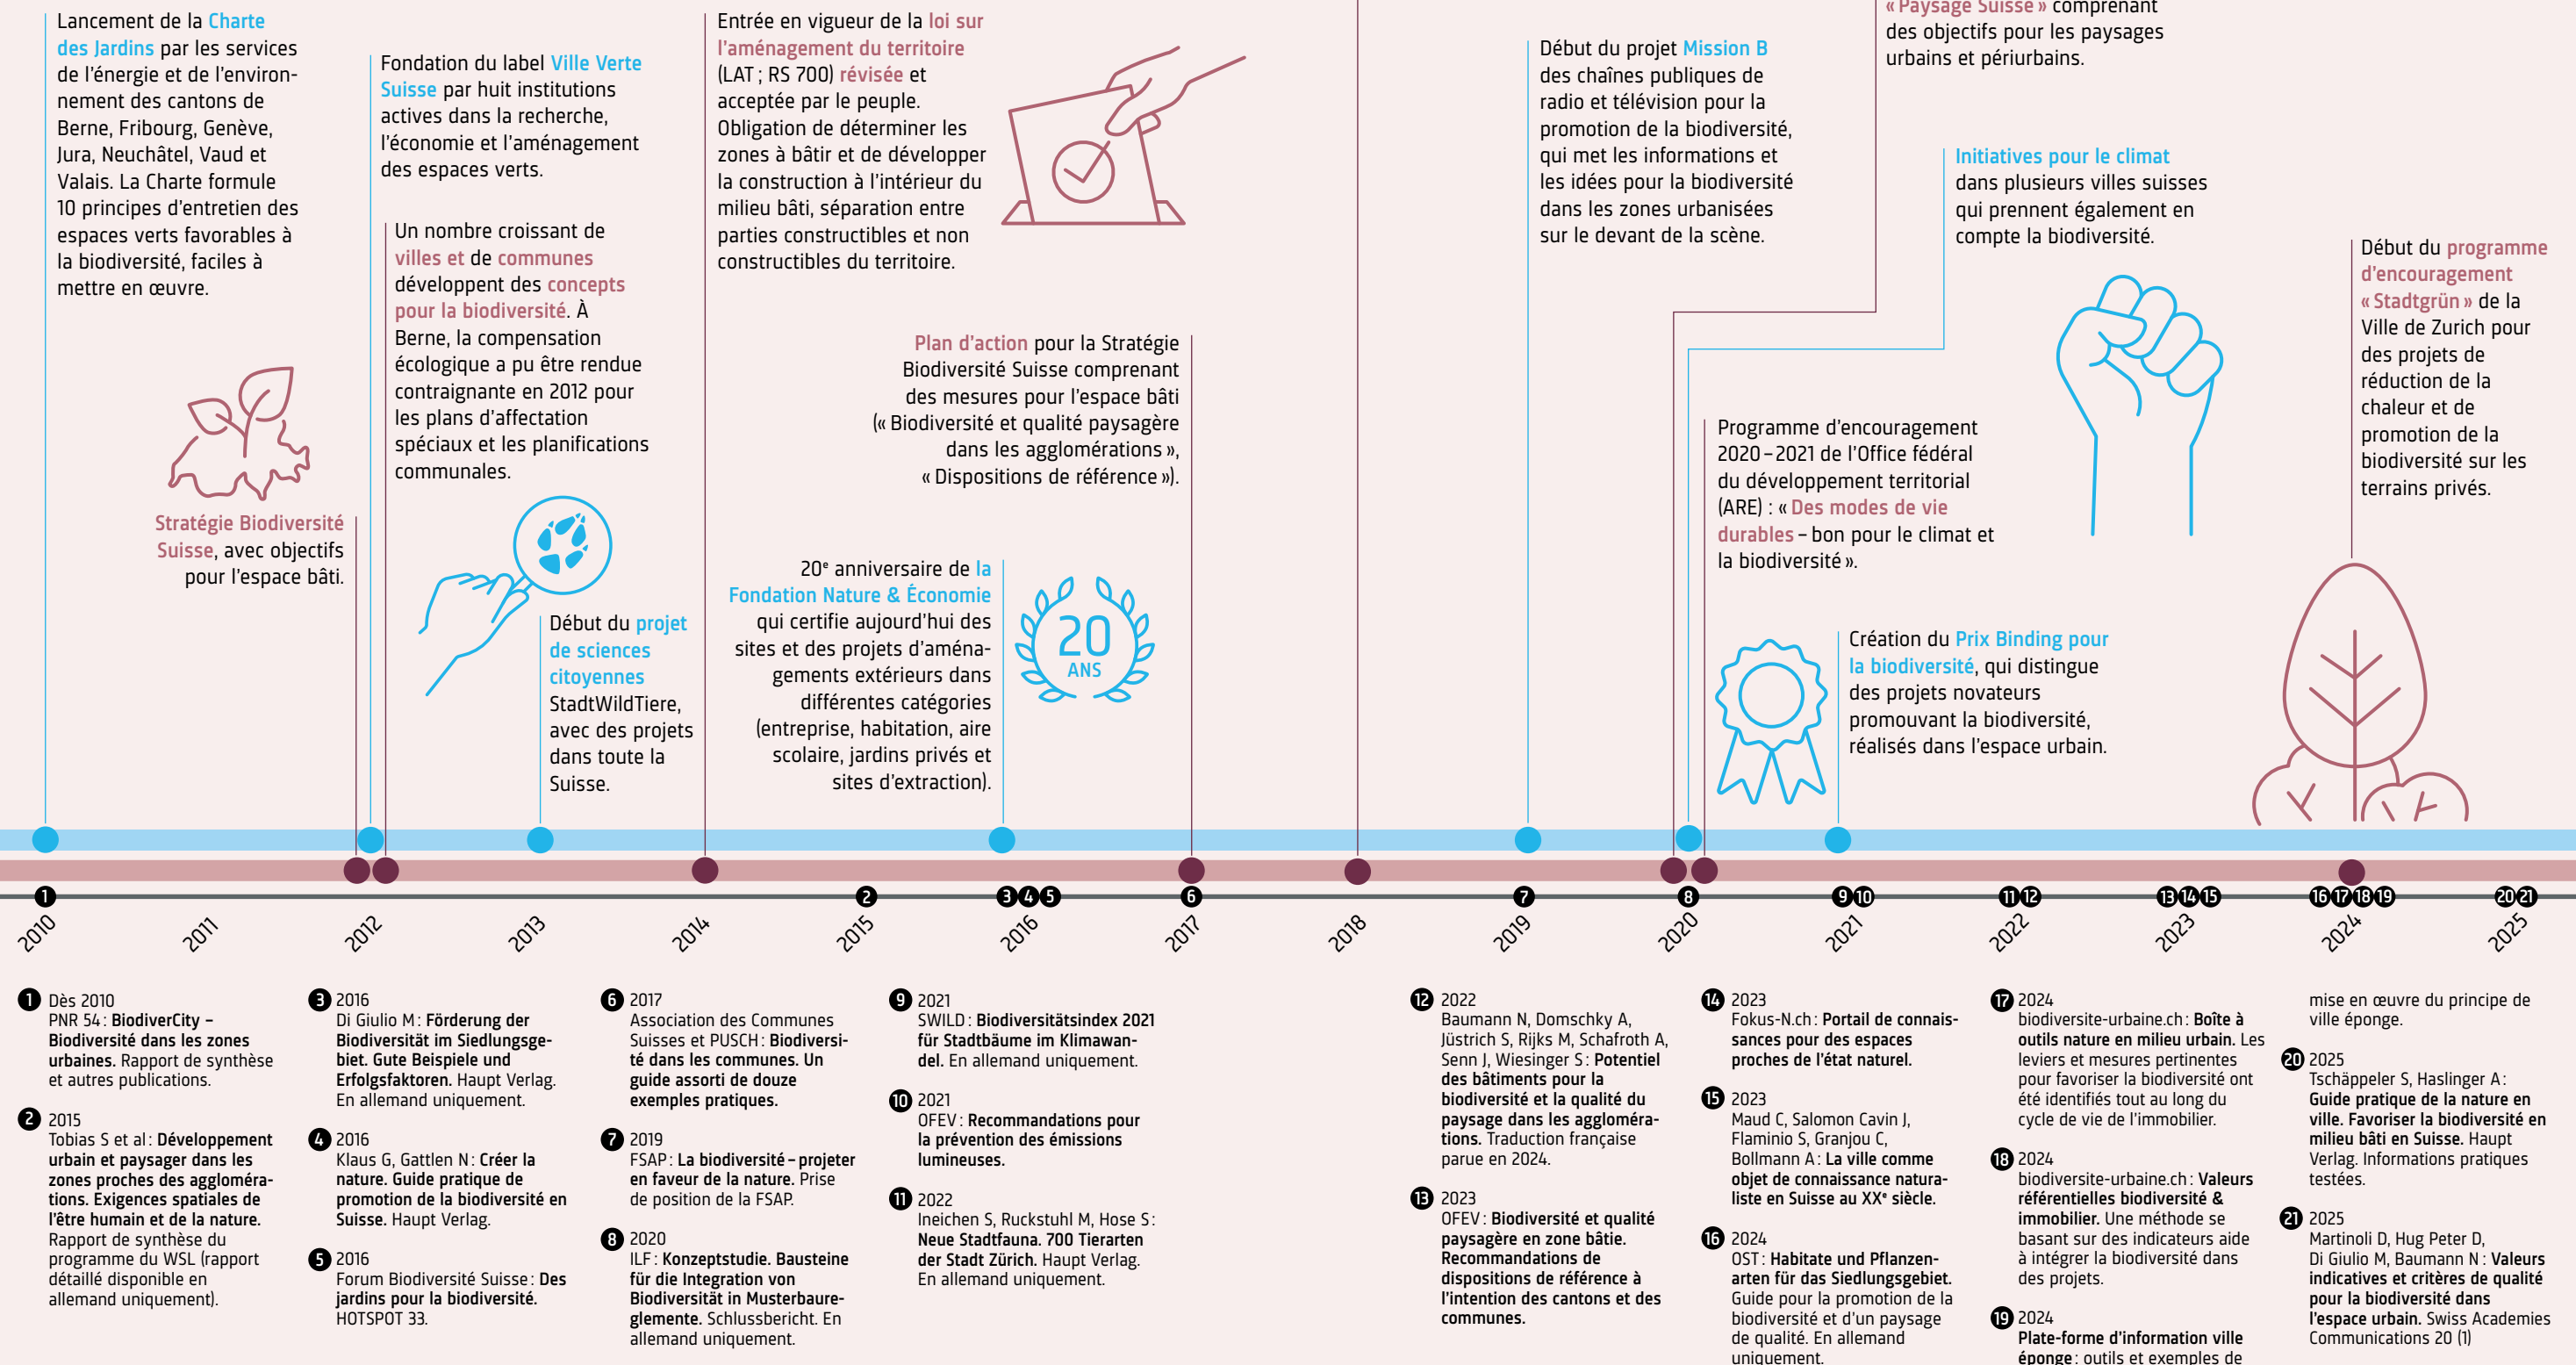 Lancement de la Charte
des Jardins par les services
de l'énergie et de l'environ-
nement des cantons de
Berne, Fribourg, Genève,
Jura, Neuchâtel, Vaud et
Valais. La Charte formule
10 principes d'entretien des
espaces verts favorables à
la biodiversité, faciles à
mettre en œuvre.
Stratégie Biodiversité
Suisse, avec objectifs
pour l'espace bâti.
Fondation du label Ville Verte
Suisse par huit institutions
actives dans la recherche,
l'économie et l'aménagement
des espaces verts.
Un nombre croissant de
villes et de communes
développent des concepts
pour la biodiversité. À
Berne, la compensation
écologique a pu être rendue
contraignante en 2012 pour
les plans d'affectation
spéciaux et les planifications
communales.
Début du projet
de sciences
citoyennes
StadtWildTiere,
avec des projets
dans toute la
Suisse.
Entrée en vigueur de la loi sur
l'aménagement du territoire
(LAT ; RS 700) révisée et
acceptée par le peuple.
Obligation de déterminer les
zones à bâtir et de développer
la construction à l'intérieur du
milieu bâti, séparation entre
parties constructibles et non
constructibles du territoire.
Plan d'action pour la Stratégie
Biodiversité Suisse comprenant
des mesures pour l'espace bâti
(« Biodiversité et qualité paysagère
dans les agglomérations »,
« Dispositions de référence »).
20e anniversaire de la
Fondation Nature & Économie
qui certifie aujourd'hui des
sites et des projets d'aména-
gements extérieurs dans
différentes catégories
(entreprise, habitation, aire
scolaire, jardins privés et
sites d'extraction).
20
ANS
Début du projet Mission B
des chaînes publiques de
radio et télévision pour la
promotion de la biodiversité,
qui met les informations et
les idées pour la biodiversité
dans les zones urbanisées
sur le devant de la scène.
« Paysage Suisse » comprenant
des objectifs pour les paysages
urbains et périurbains.
Initiatives pour le climat
dans plusieurs villes suisses
qui prennent également en
compte la biodiversité.
Programme d'encouragement
2020 – 2021 de l'Office fédéral
du développement territorial
(ARE) : « Des modes de vie
durables – bon pour le climat et
la biodiversité ».
Création du Prix Binding pour
la biodiversité, qui distingue
des projets novateurs
promouvant la biodiversité,
réalisés dans l'espace urbain.
Début du programme
d'encouragement
« Stadtgrün » de la
Ville de Zurich pour
des projets de
réduction de la
chaleur et de
promotion de la
biodiversité sur les
terrains privés.
1 2 3 4 5 6 7 8 9 10 11 12 13 14 15 16 17 18 19 20 21
2010 2011 2012 2013 2014 2015 2016 2017 2018 2019 2020 2021 2022 2023 2024 2025
1 Dès 2010
PNR 54 : BiodiverCity –
Biodiversité dans les zones
urbaines. Rapport de synthèse
et autres publications.
2 2015
Tobias S et al : Développement
urbain et paysager dans les
zones proches des aggloméra-
tions. Exigences spatiales de
l'être humain et de la nature.
Rapport de synthèse du
programme du WSL (rapport
détaillé disponible en
allemand uniquement).
3 2016
Di Giulio M : Förderung der
Biodiversität im Siedlungsge-
biet. Gute Beispiele und
Erfolgsfaktoren. Haupt Verlag.
En allemand uniquement.
4 2016
Klaus G, Gattlen N : Créer la
nature. Guide pratique de
promotion de la biodiversité en
Suisse. Haupt Verlag.
5 2016
Forum Biodiversité Suisse : Des
jardins pour la biodiversité.
HOTSPOT 33.
6 2017
Association des Communes
Suisses et PUSCH : Biodiversi-
té dans les communes. Un
guide assorti de douze
exemples pratiques.
7 2019
FSAP : La biodiversité – projeter
en faveur de la nature. Prise
de position de la FSAP.
8 2020
ILF : Konzeptstudie. Bausteine
für die Integration von
Biodiversität in Musterbaure-
glemente. Schlussbericht. En
allemand uniquement.
9 2021
SWILD : Biodiversitätsindex 2021
für Stadtbäume im Klimawan-
del. En allemand uniquement.
10 2021
OFEV : Recommandations pour
la prévention des émissions
lumineuses.
11 2022
Ineichen S, Ruckstuhl M, Hose S :
Neue Stadtfauna. 700 Tierarten
der Stadt Zürich. Haupt Verlag.
En allemand uniquement.
12 2022
Baumann N, Domschky A,
Jüstrich S, Rijks M, Schafroth A,
Senn J, Wiesinger S : Potentiel
des bâtiments pour la
biodiversité et la qualité du
paysage dans les aggloméra-
tions. Traduction française
parue en 2024.
13 2023
OFEV : Biodiversité et qualité
paysagère en zone bâtie.
Recommandations de
dispositions de référence à
l'intention des cantons et des
communes.
14 2023
Fokus-N.ch : Portail de connais-
sances pour des espaces
proches de l'état naturel.
15 2023
Maud C, Salomon Cavin J,
Flaminio S, Granjou C,
Bollmann A : La ville comme
objet de connaissance natura-
liste en Suisse au XXe siècle.
16 2024
OST : Habitate und Pflanzen-
arten für das Siedlungsgebiet.
Guide pour la promotion de la
biodiversité et d'un paysage
de qualité. En allemand
uniquement.
17 2024
biodiversite-urbaine.ch : Boîte à
outils nature en milieu urbain. Les
leviers et mesures pertinentes
pour favoriser la biodiversité ont
été identifiés tout au long du
cycle de vie de l'immobilier.
18 2024
biodiversite-urbaine.ch : Valeurs
référentielles biodiversité &
immobilier. Une méthode se
basant sur des indicateurs aide
à intégrer la biodiversité dans
des projets.
19 2024
Plate-forme d'information ville
éponge : outils et exemples de
mise en œuvre du principe de
ville éponge.
20 2025
Tschäppeler S, Haslinger A :
Guide pratique de la nature en
ville. Favoriser la biodiversité en
milieu bâti en Suisse. Haupt
Verlag. Informations pratiques
testées.
21 2025
Martinoli D, Hug Peter D,
Di Giulio M, Baumann N : Valeurs
indicatives et critères de qualité
pour la biodiversité dans
l'espace urbain. Swiss Academies
Communications 20 (1)